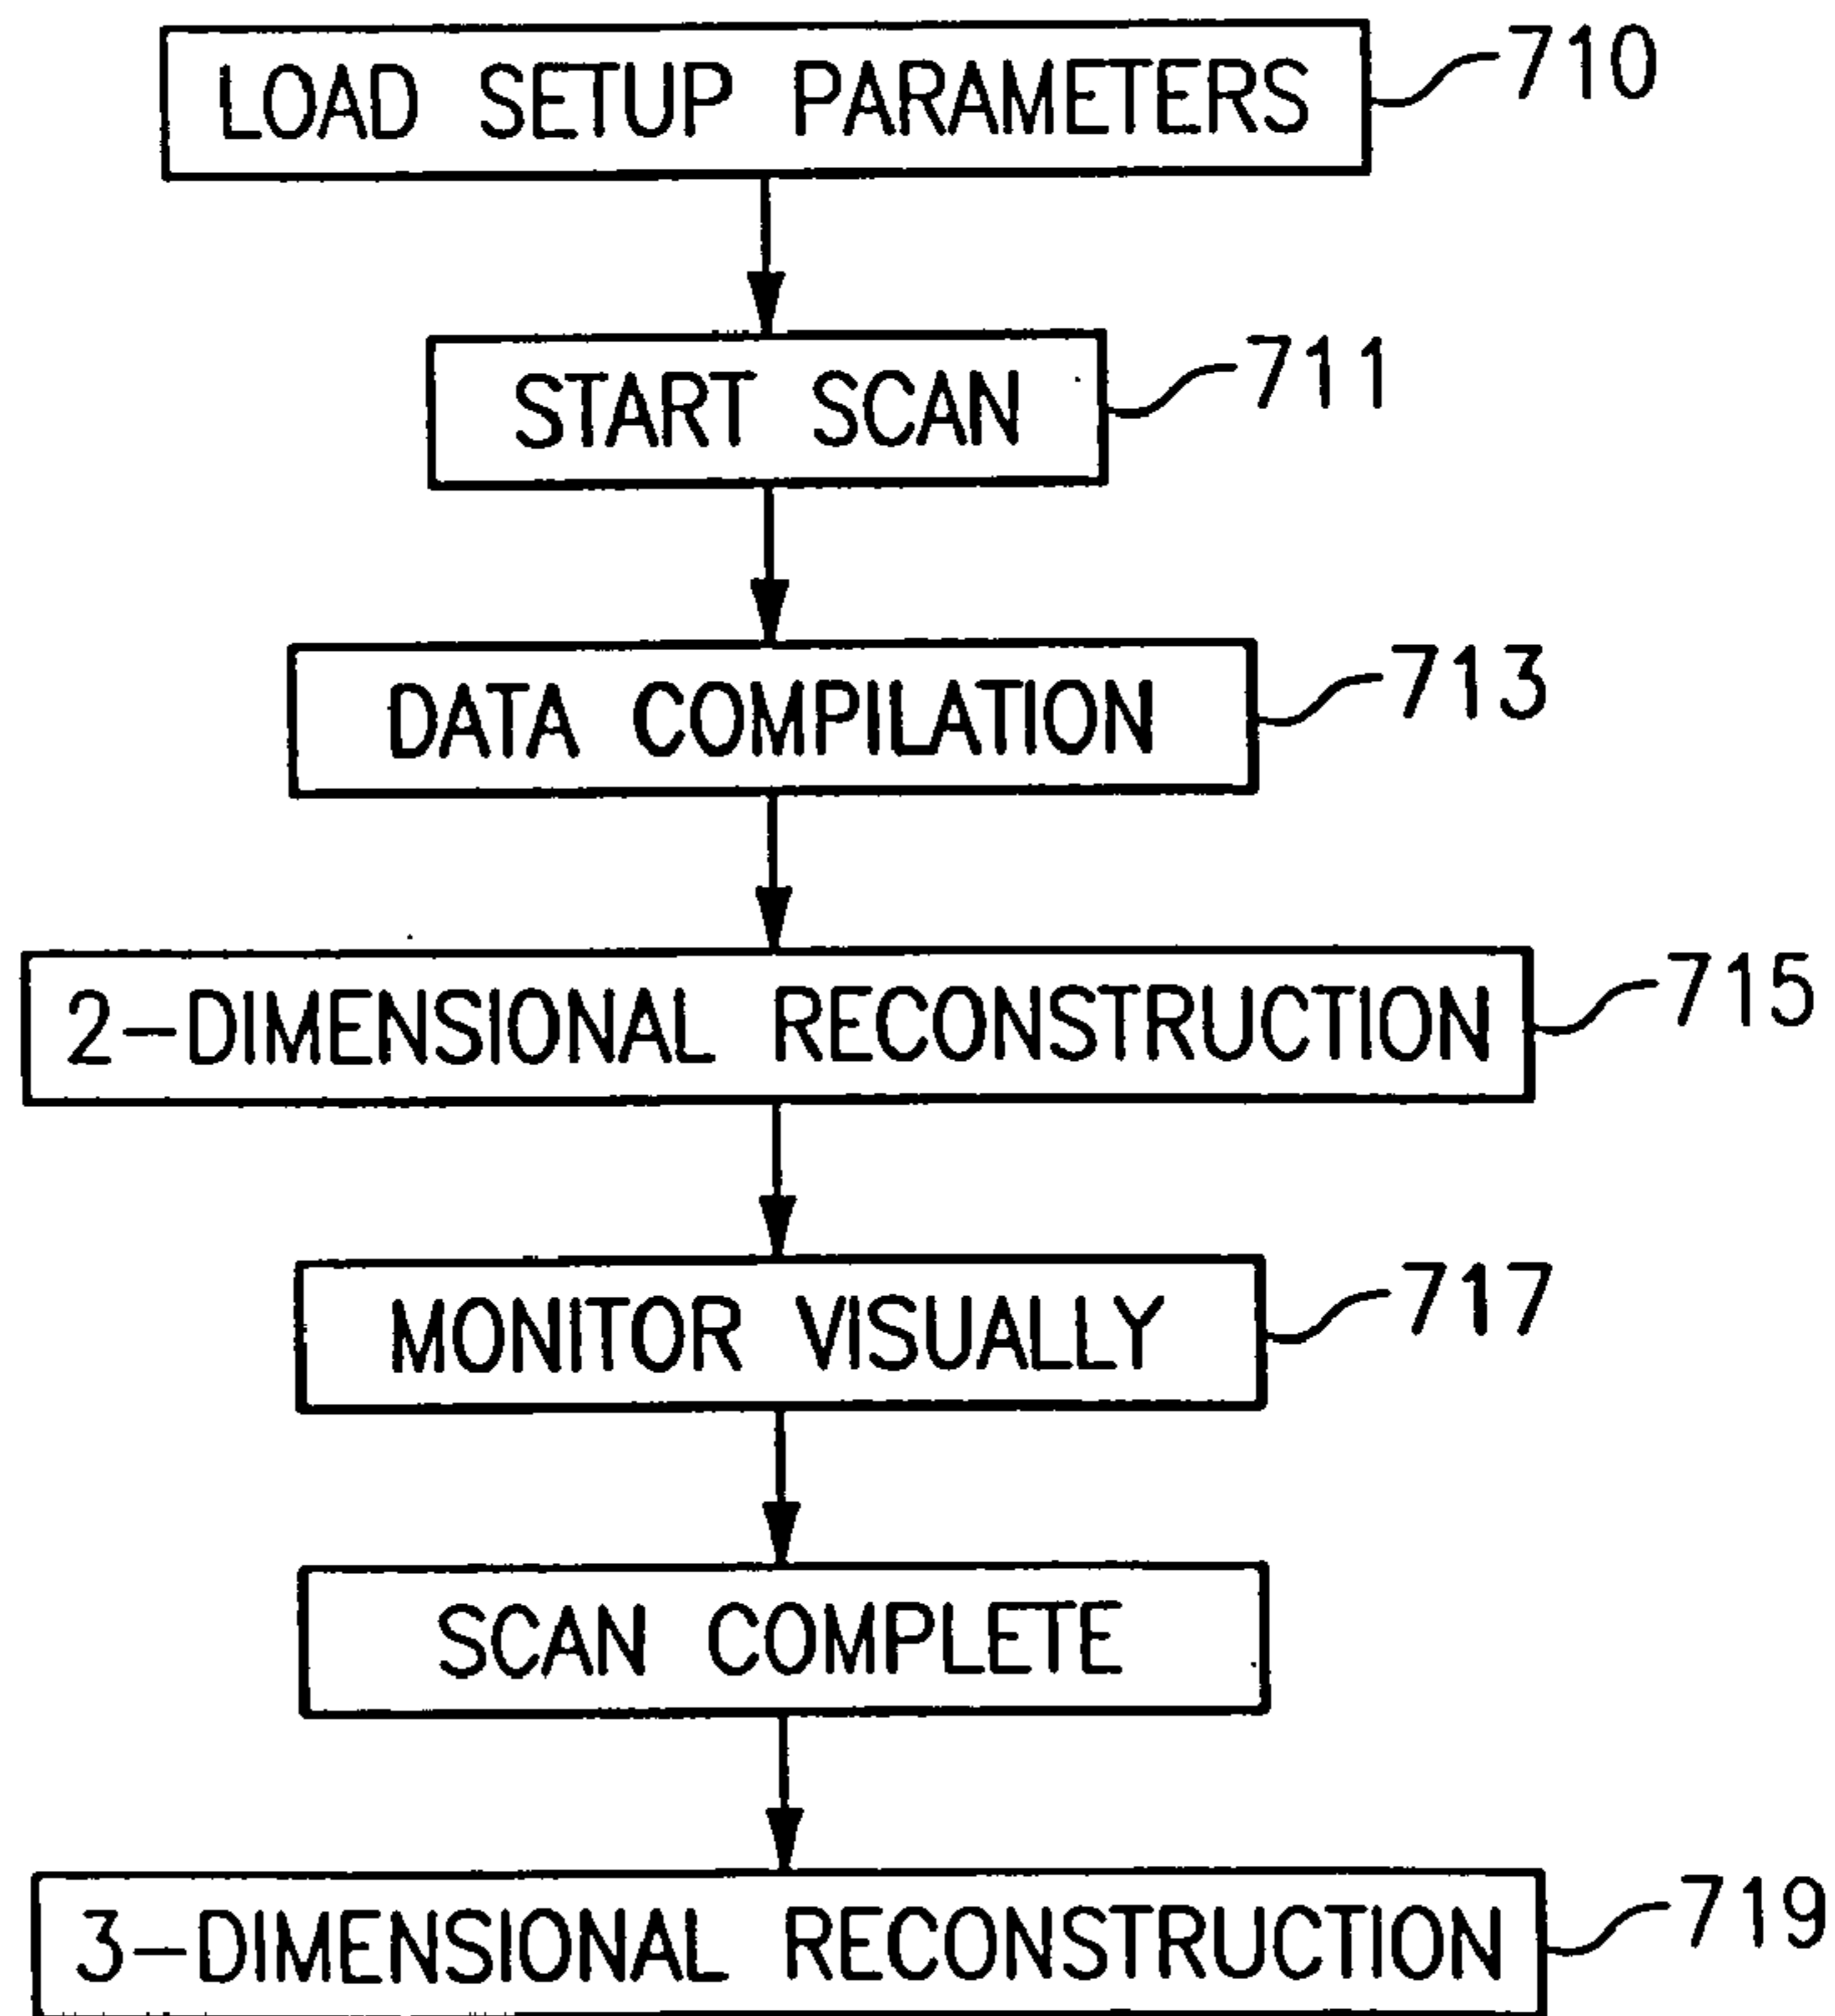 LOAD SETUP PARAMETERS 710
START SCAN 711
DATA COMPILATION 713
2-DIMENSIONAL RECONSTRUCTION 715
MONITOR VISUALLY 717
SCAN COMPLETE
3-DIMENSIONAL RECONSTRUCTION 719